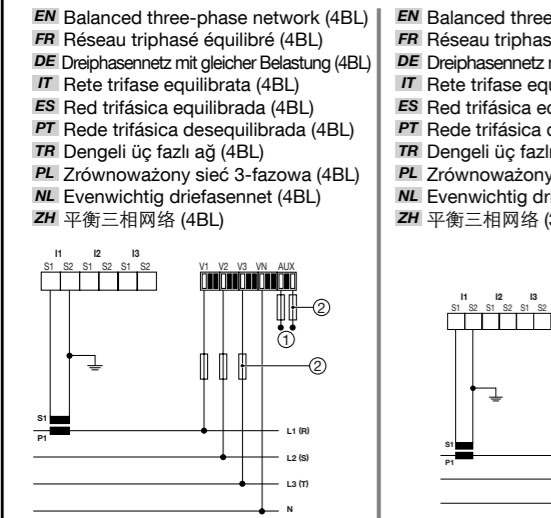 EN Balanced three-phase network (4BL)
FR Réseau triphasé équilibré (4BL)
DE Dreiphasennetz mit gleicher Belastung (4BL)
IT Rete trifase equilibrata (4BL)
ES Red trifásica equilibrada (4BL)
PT Rede trifásica desequilibrada (4BL)
TR Dengeli üç fazlı ağ (4BL)
PL Zrównoważony sieć 3-fazowa (4BL)
NL Evenwichtig driefasennet (4BL)
ZH 平衡三相网络 (4BL)
I1 I2 I3
S1 S2 S1 S2 S1 S2
V1 V2 V3 VN AUX
2
1
2
S1
P1
L1 (R)
L2 (S)
L3 (T)
N
EN Balanced three
FR Réseau triphas
DE Dreiphasennetz
IT Rete trifase equ
ES Red trifásica
PT Rede trifásica
TR Dengeli üç fazlı
PL Zrównoważony
NL Evenwichtig
ZH 平衡三相网络
I1 I2 I3
S1 S2 S1 S2 S1 S2
S1
P1